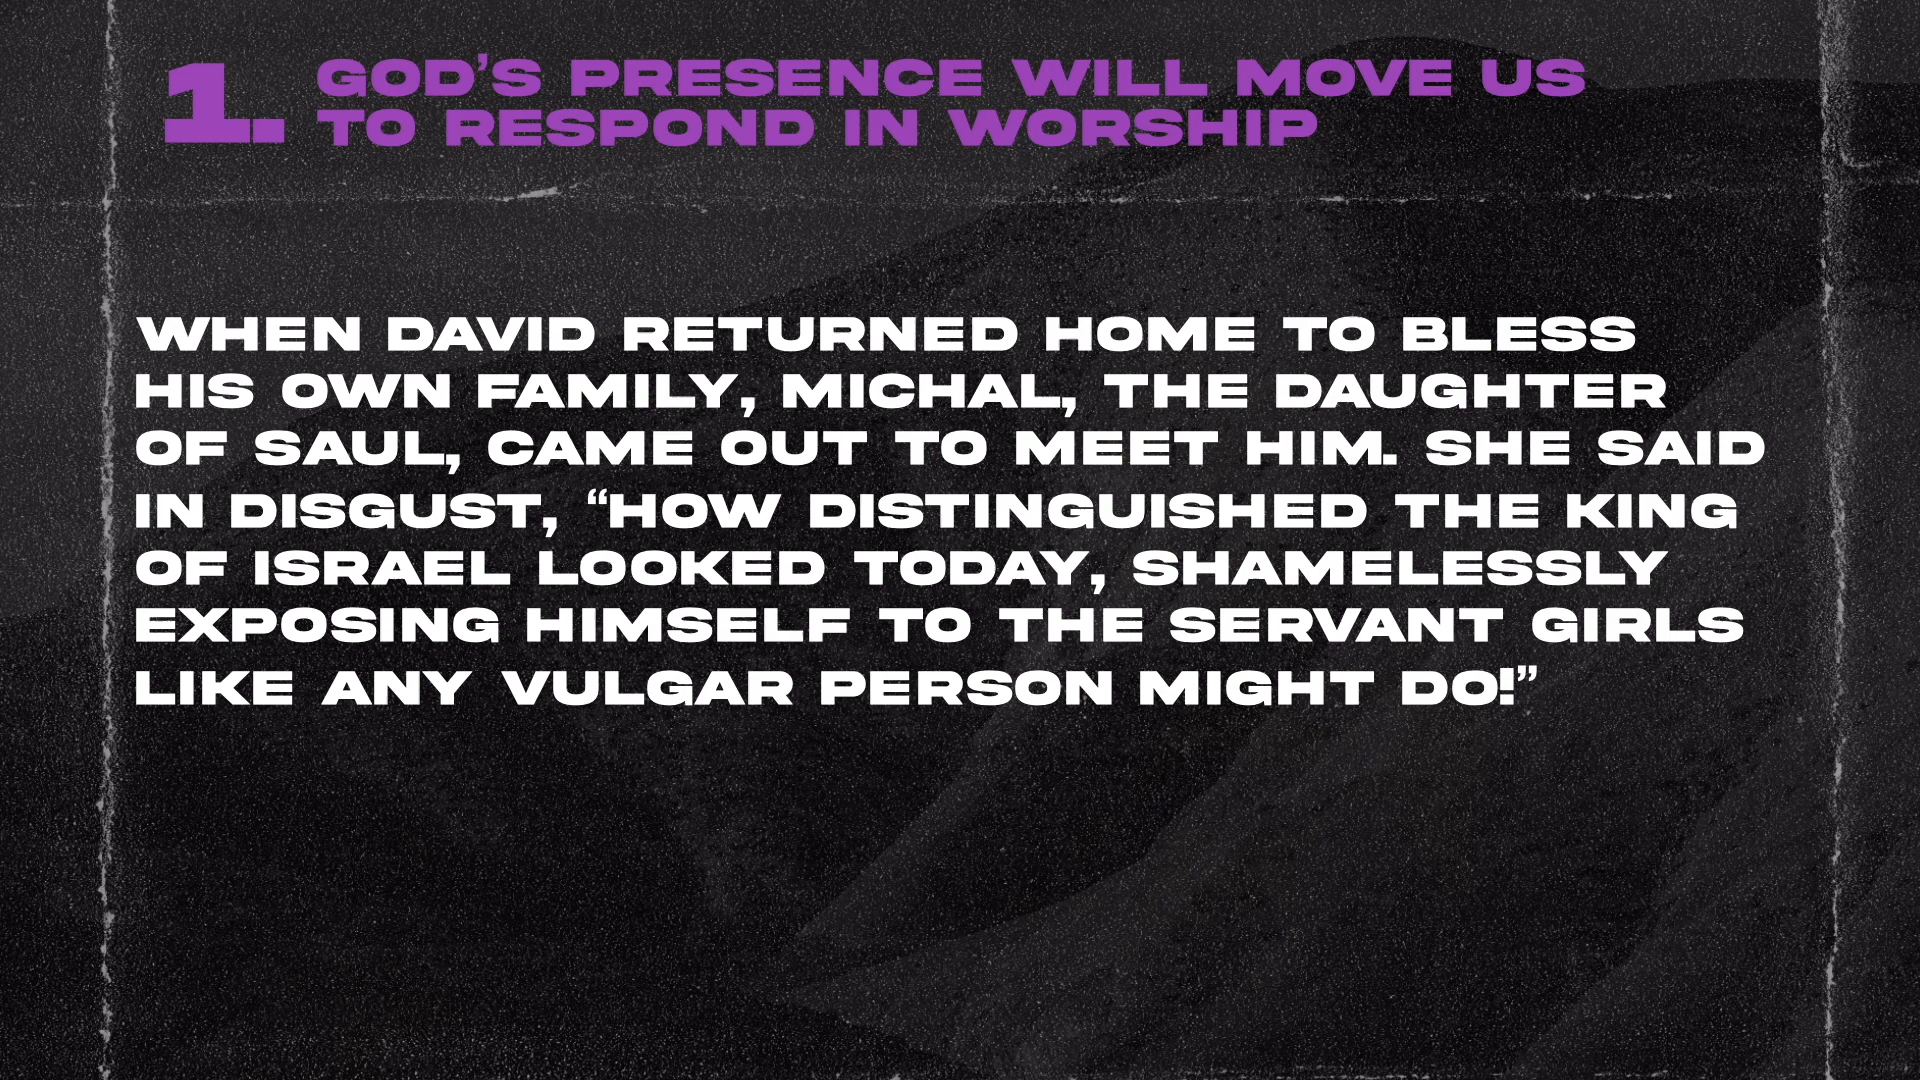 1. GOD’S PRESENCE WILL MOVE US
TO RESPOND IN WORSHIP
WHEN DAVID RETURNED HOME TO BLESS
HIS OWN FAMILY, MICHAL, THE DAUGHTER
OF SAUL, CAME OUT TO MEET HIM. SHE SAID
IN DISGUST, “HOW DISTINGUISHED THE KING
OF ISRAEL LOOKED TODAY, SHAMELESSLY
EXPOSING HIMSELF TO THE SERVANT GIRLS
LIKE ANY VULGAR PERSON MIGHT DO!”